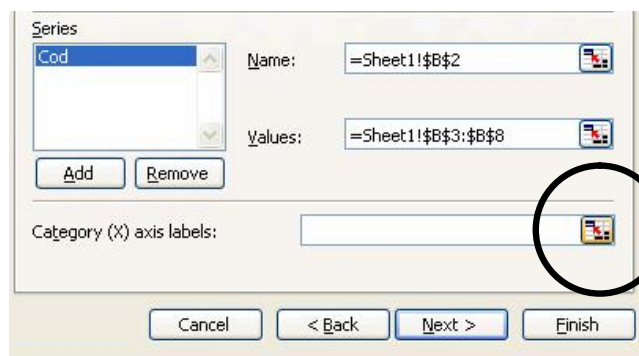 Series
Cod
Name: =Sheet1!$B$2
Values: =Sheet1!$B$3:$B$8
Add Remove
Category (X) axis labels:
Cancel < Back Next > Finish